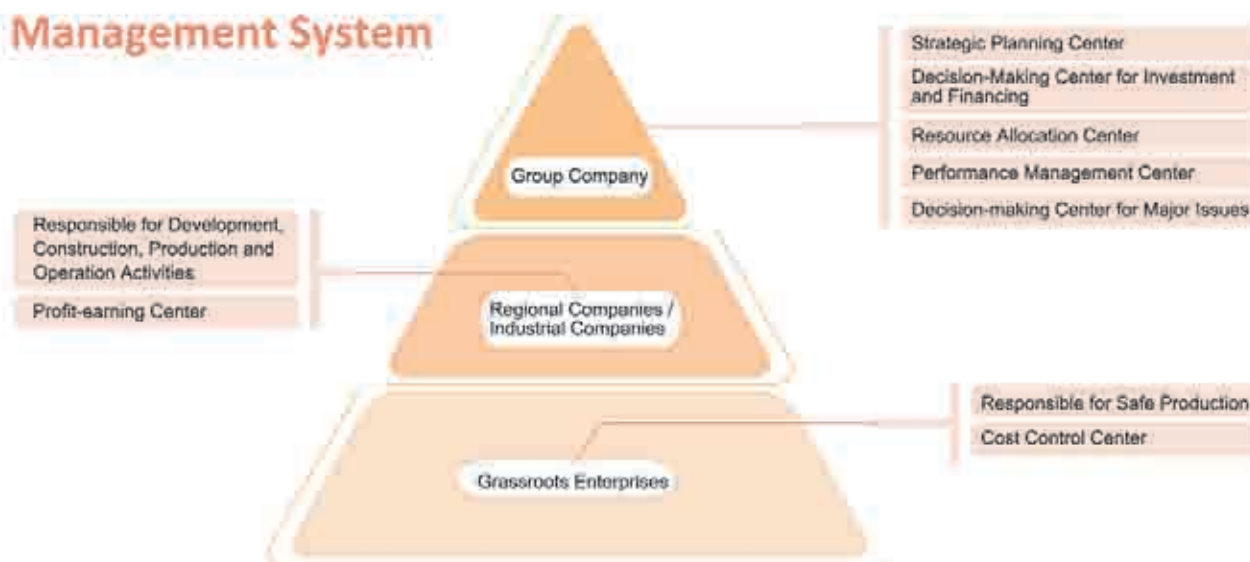 Management System
Strategic Planning Center
Decision-Making Center for Investment
and Financing
Resource Allocation Center
Performance Management Center
Decision-making Center for Major Issues
Group Company
Responsible for Development,
Construction, Production and
Operation Activities
Profit-earning Center
Regional Companies /
Industrial Companies
Responsible for Safe Production
Cost Control Center
Grassroots Enterprises